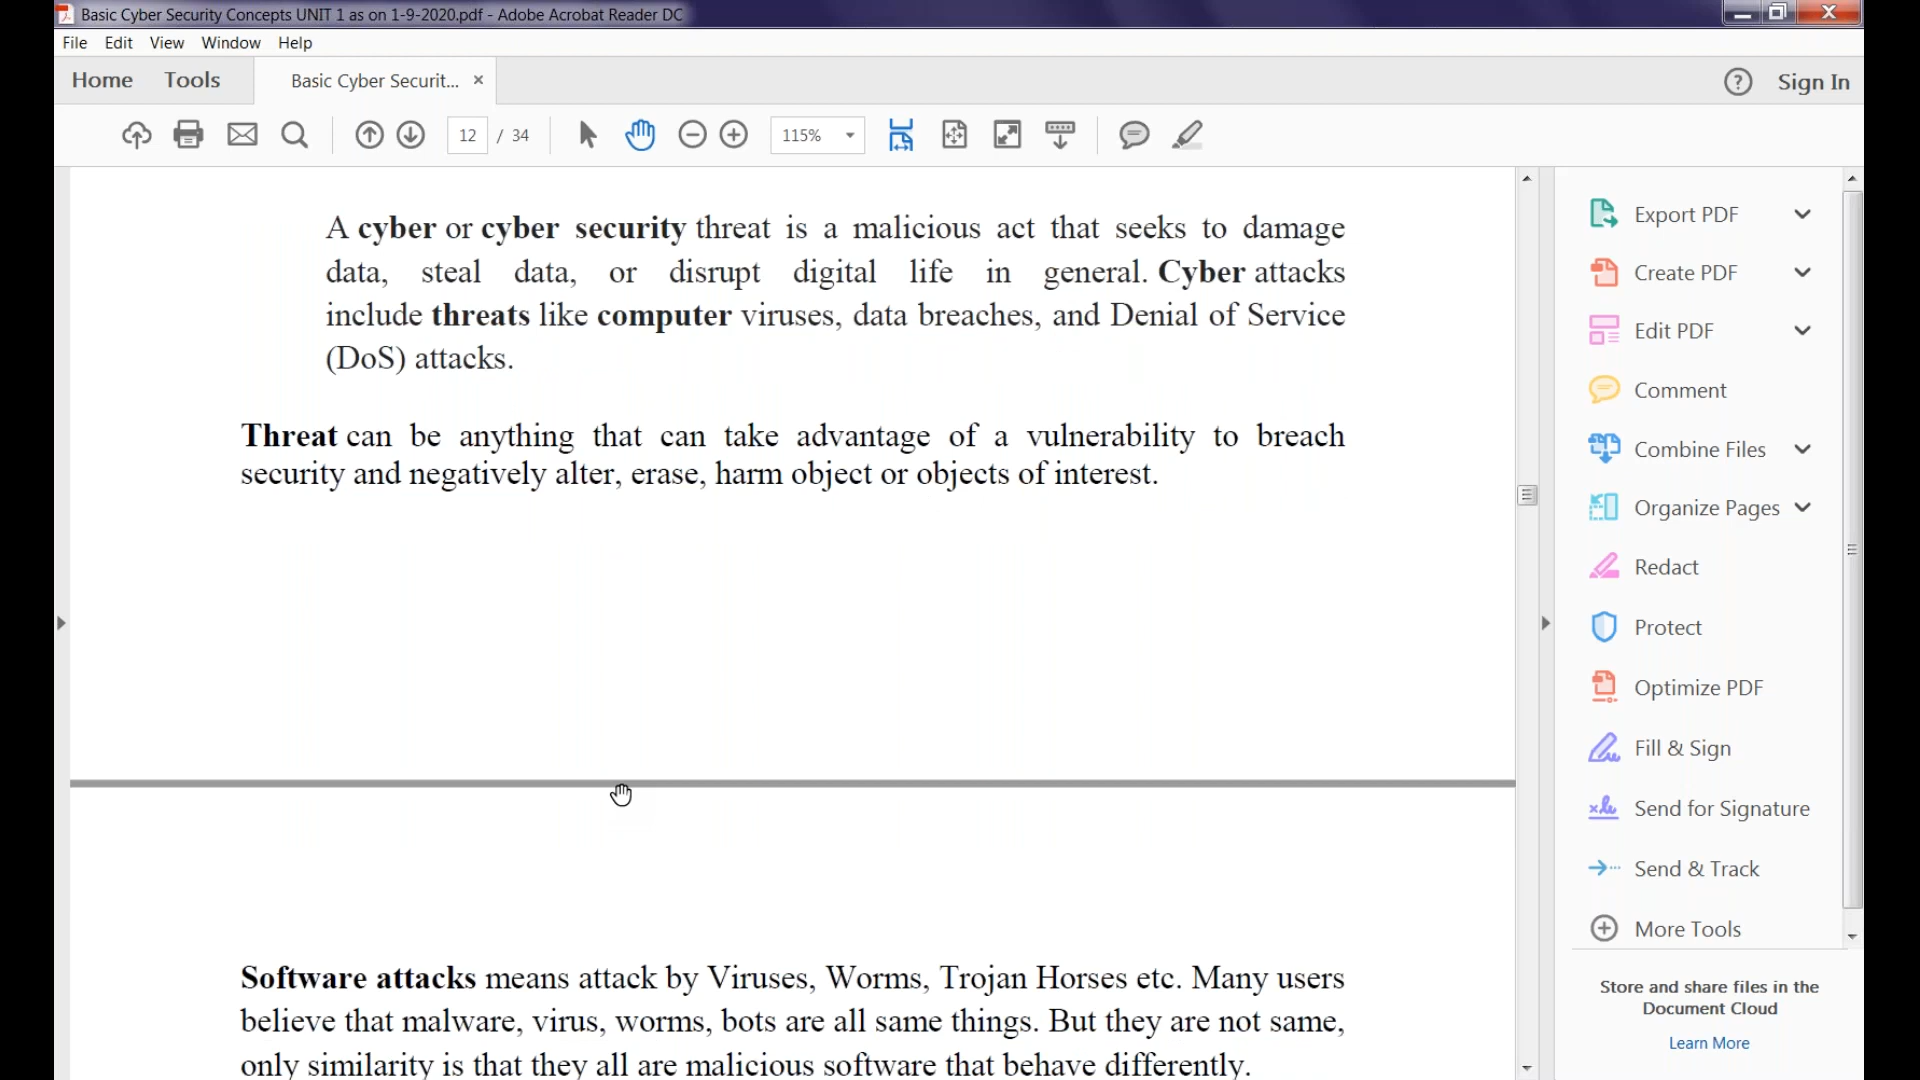 Basic Cyber Security Concepts UNIT 1 as on 1-9-2020.pdf - Adobe Acrobat Reader DC
File Edit View Window Help
Home Tools Basic Cyber Securit... × Sign In
12 / 34 115%
A cyber or cyber security threat is a malicious act that seeks to damage
data, steal data, or disrupt digital life in general. Cyber attacks
include threats like computer viruses, data breaches, and Denial of Service
(DoS) attacks.
Threat can be anything that can take advantage of a vulnerability to breach
security and negatively alter, erase, harm object or objects of interest.
Software attacks means attack by Viruses, Worms, Trojan Horses etc. Many users
believe that malware, virus, worms, bots are all same things. But they are not same,
only similarity is that they all are malicious software that behave differently.
Export PDF
Create PDF
Edit PDF
Comment
Combine Files
Organize Pages
Redact
Protect
Optimize PDF
Fill & Sign
Send for Signature
Send & Track
More Tools
Store and share files in the
Document Cloud
Learn More